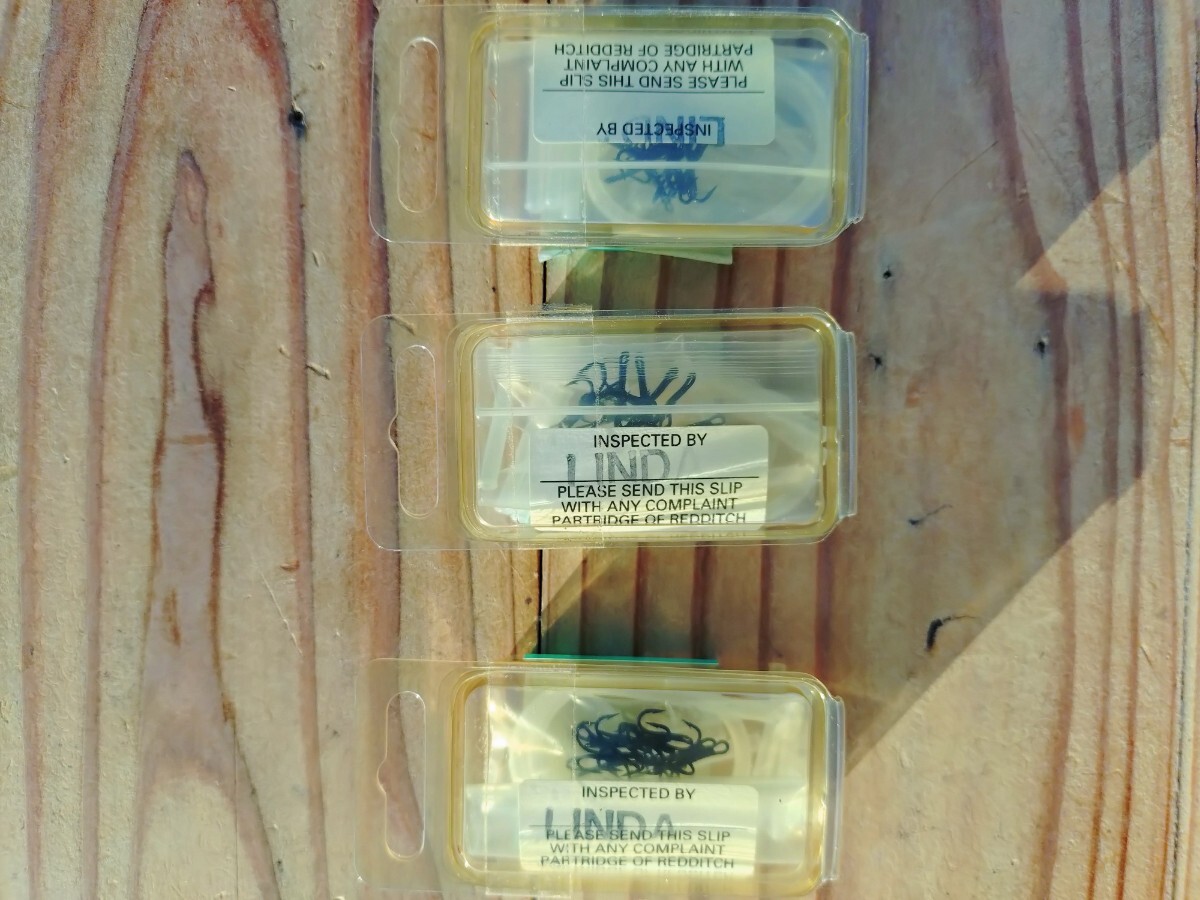 INSPECTED BY
LIND
PLEASE SEND THIS SLIP
WITH ANY COMPLAINT
PARTRIDGE OF REDDITCH
INSPECTED BY
LIND
PLEASE SEND THIS SLIP
WITH ANY COMPLAINT
PARTRIDGE OF REDDITCH
INSPECTED BY
LINDA
PLEASE SEND THIS SLIP
WITH ANY COMPLAINT
PARTRIDGE OF REDDITCH